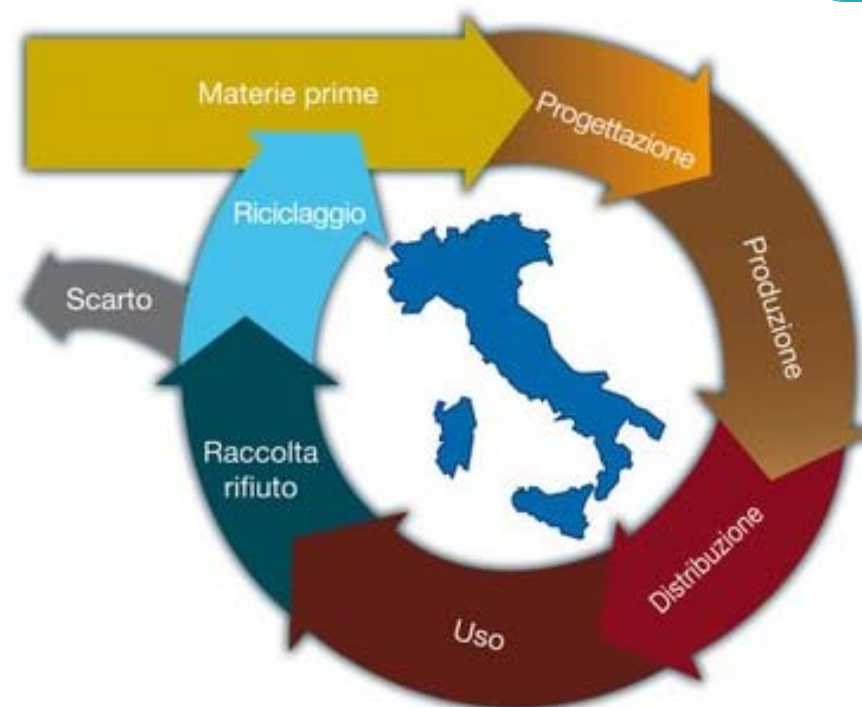 Materie prime
Progettazione
Produzione
Distribuzione
Uso
Raccolta
rifiuto
Riciclaggio
Scarto